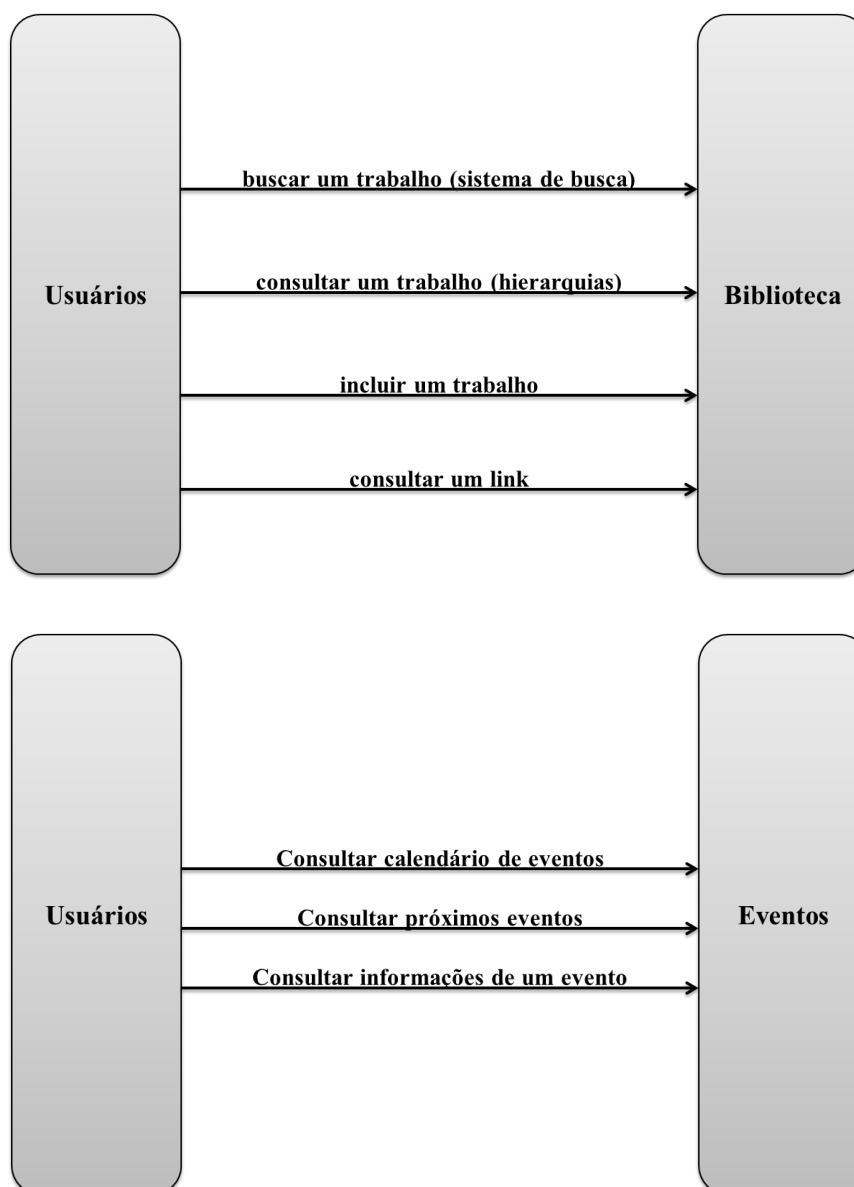 buscar um trabalho (sistema de busca)
consultar um trabalho (hierarquias)
Usuários
Biblioteca
incluir um trabalho
consultar um link
Consultar calendário de eventos
Usuários
Consultar próximos eventos
Eventos
Consultar informações de um evento